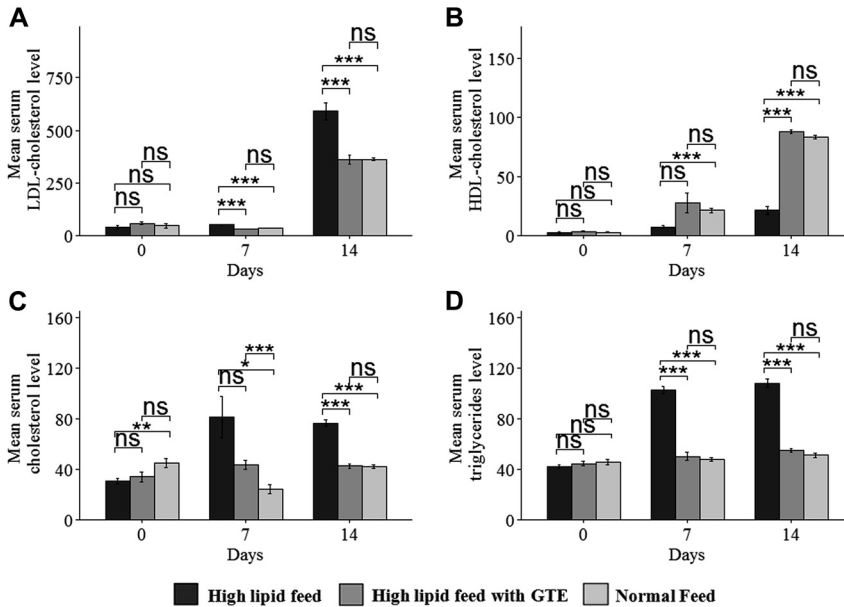 A
Mean serum
LDL-cholesterol level
750
500
250
0
ns
ns
ns
ns
***
***
ns
***
***
0
7
14
Days
B
Mean serum
HDL-cholesterol level
150
100
50
0
ns
ns
ns
ns
***
ns
ns
***
***
0
7
14
Days
C
Mean serum
cholesterol level
160
120
80
40
0
ns
**
ns
***
*
ns
ns
***
***
0
7
14
Days
D
Mean serum
triglycerides level
160
120
80
40
0
ns
ns
ns
ns
***
***
ns
***
***
0
7
14
Days
High lipid feed
High lipid feed with GTE
Normal Feed